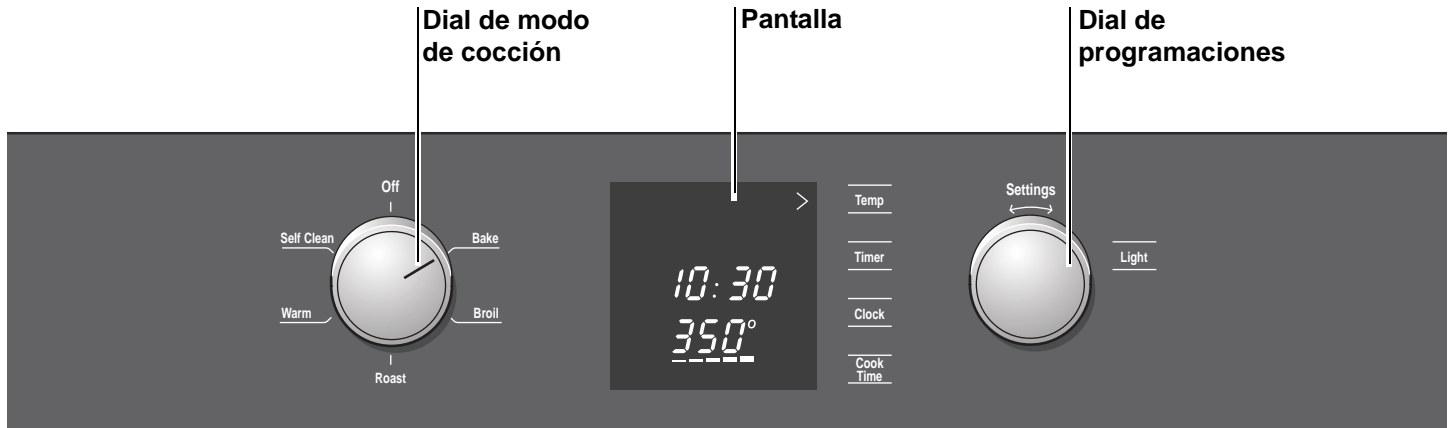 Dial de modo
de cocción
Pantalla
Dial de
programaciones
Off
Self Clean
Bake
Warm
Broil
Roast
>
10:30
350°
Temp
Timer
Clock
Cook
Time
Settings
Light